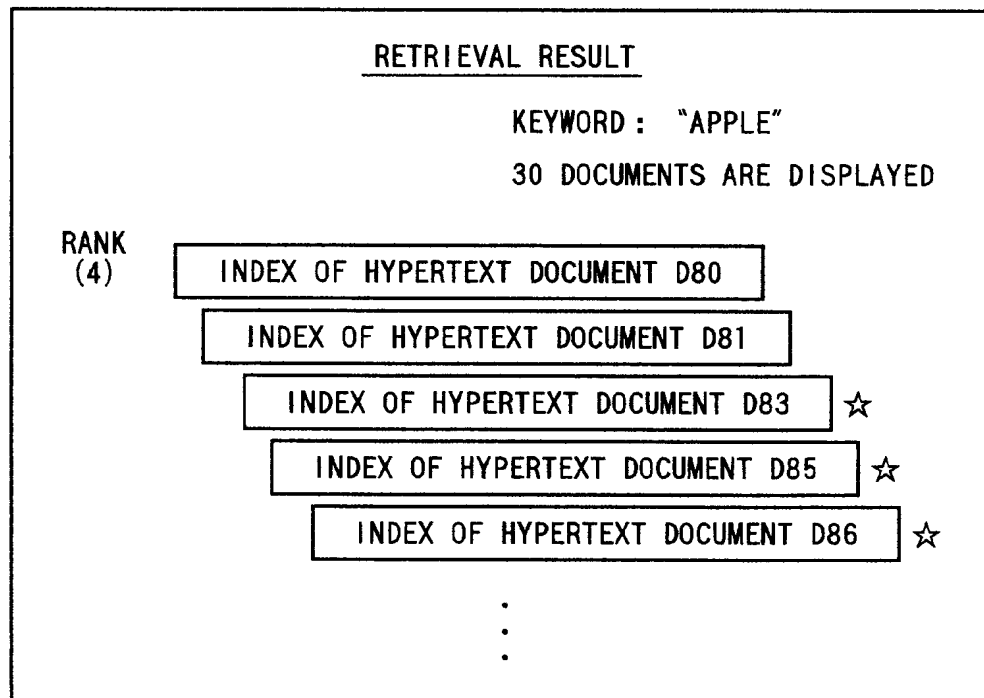 RETRIEVAL RESULT
KEYWORD : "APPLE"
30 DOCUMENTS ARE DISPLAYED
RANK
(4)
INDEX OF HYPERTEXT DOCUMENT D80
INDEX OF HYPERTEXT DOCUMENT D81
INDEX OF HYPERTEXT DOCUMENT D83 ☆
INDEX OF HYPERTEXT DOCUMENT D85 ☆
INDEX OF HYPERTEXT DOCUMENT D86 ☆